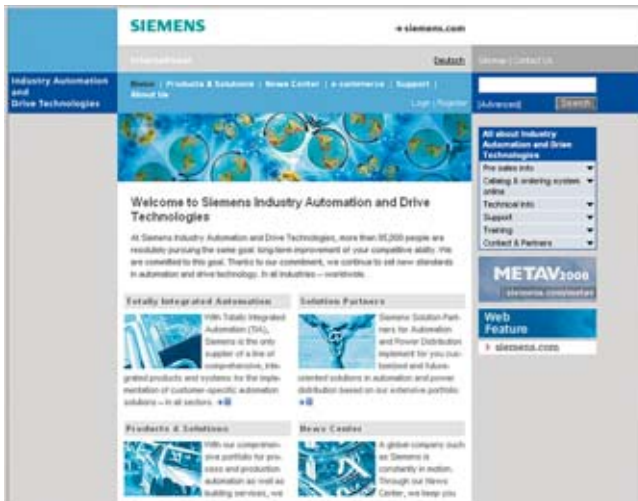 SIEMENS
siemens.com
International
Deutsch
Sitemap | Contact Us
Industry Automation
and
Drive Technologies
Home | Products & Solutions | News Center | e-commerce | Support |
About Us
Login | Register
[Advanced]
Search
All about Industry
Automation and Drive
Technologies
Pre sales info
Catalog & ordering system
online
Technical Info
Support
Training
Contact & Partners
Welcome to Siemens Industry Automation and Drive
Technologies
At Siemens Industry Automation and Drive Technologies, more than 85,000 people are
resolutely pursuing the same goal: long-term improvement of your competitive ability. We
are committed to this goal. Thanks to our commitment, we continue to set new standards
in automation and drive technology. In all industries – worldwide.
METAV2008
siemens.com/metav
Web
Feature
siemens.com
Totally Integrated Automation
With Totally Integrated
Automation (TIA),
Siemens is the only
supplier of a line of
comprehensive, inte-
grated products and systems for the imple-
mentation of customer-specific automation
solutions – in all sectors.
Solution Partners
Siemens Solution Part-
ners for Automation
and Power Distribution
implement for you cus-
tomized and future-
oriented solutions in automation and power
distribution based on our extensive portfolio.
Products & Solutions
With our comprehen-
sive portfolio for pro-
cess and production
automation as well as
building services, we
News Center
A global company such
as Siemens is
constantly in motion.
Through our News
Center, we keep you